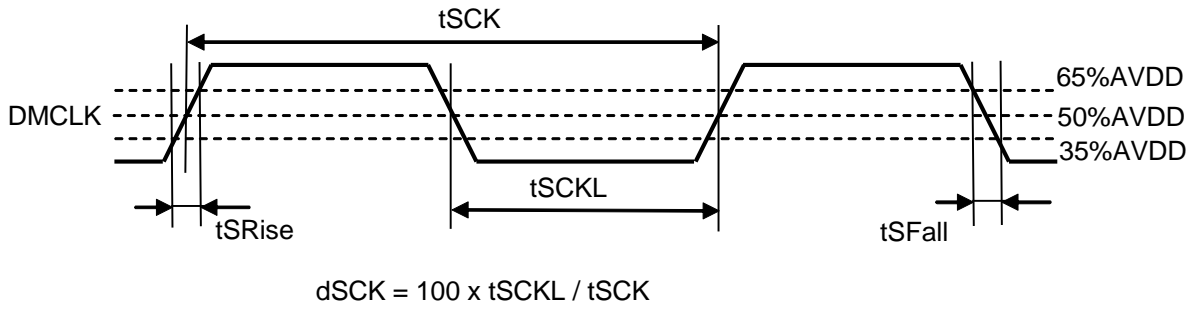 tSCK
65%AVDD
DMCLK
50%AVDD
35%AVDD
tSCKL
tSRise
tSFall
dSCK = 100 x tSCKL / tSCK